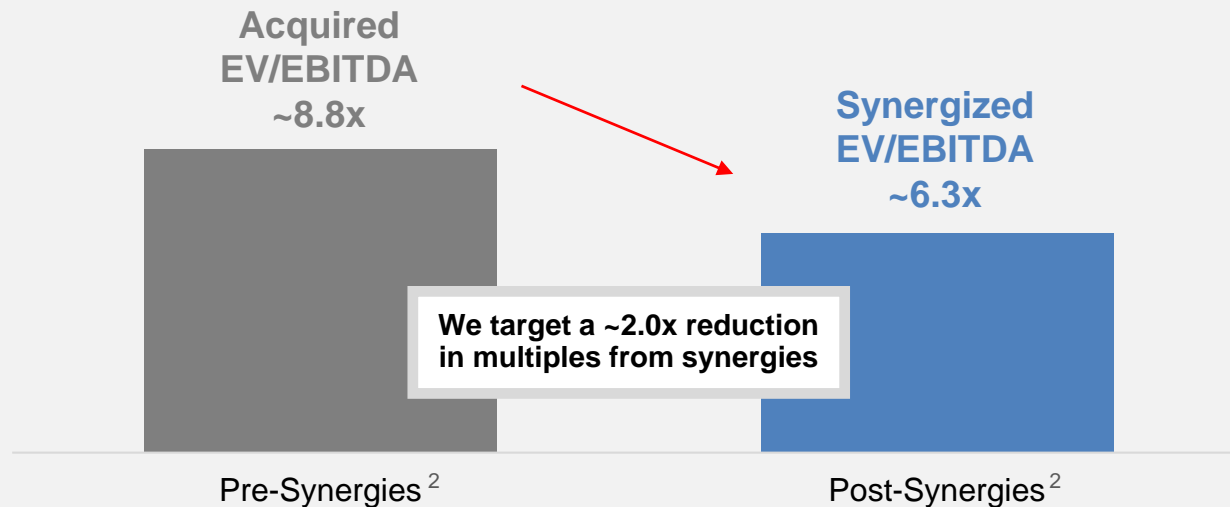 Acquired
EV/EBITDA
~8.8x
Synergized
EV/EBITDA
~6.3x
We target a ~2.0x reduction
in multiples from synergies
Pre-Synergies 2
Post-Synergies 2